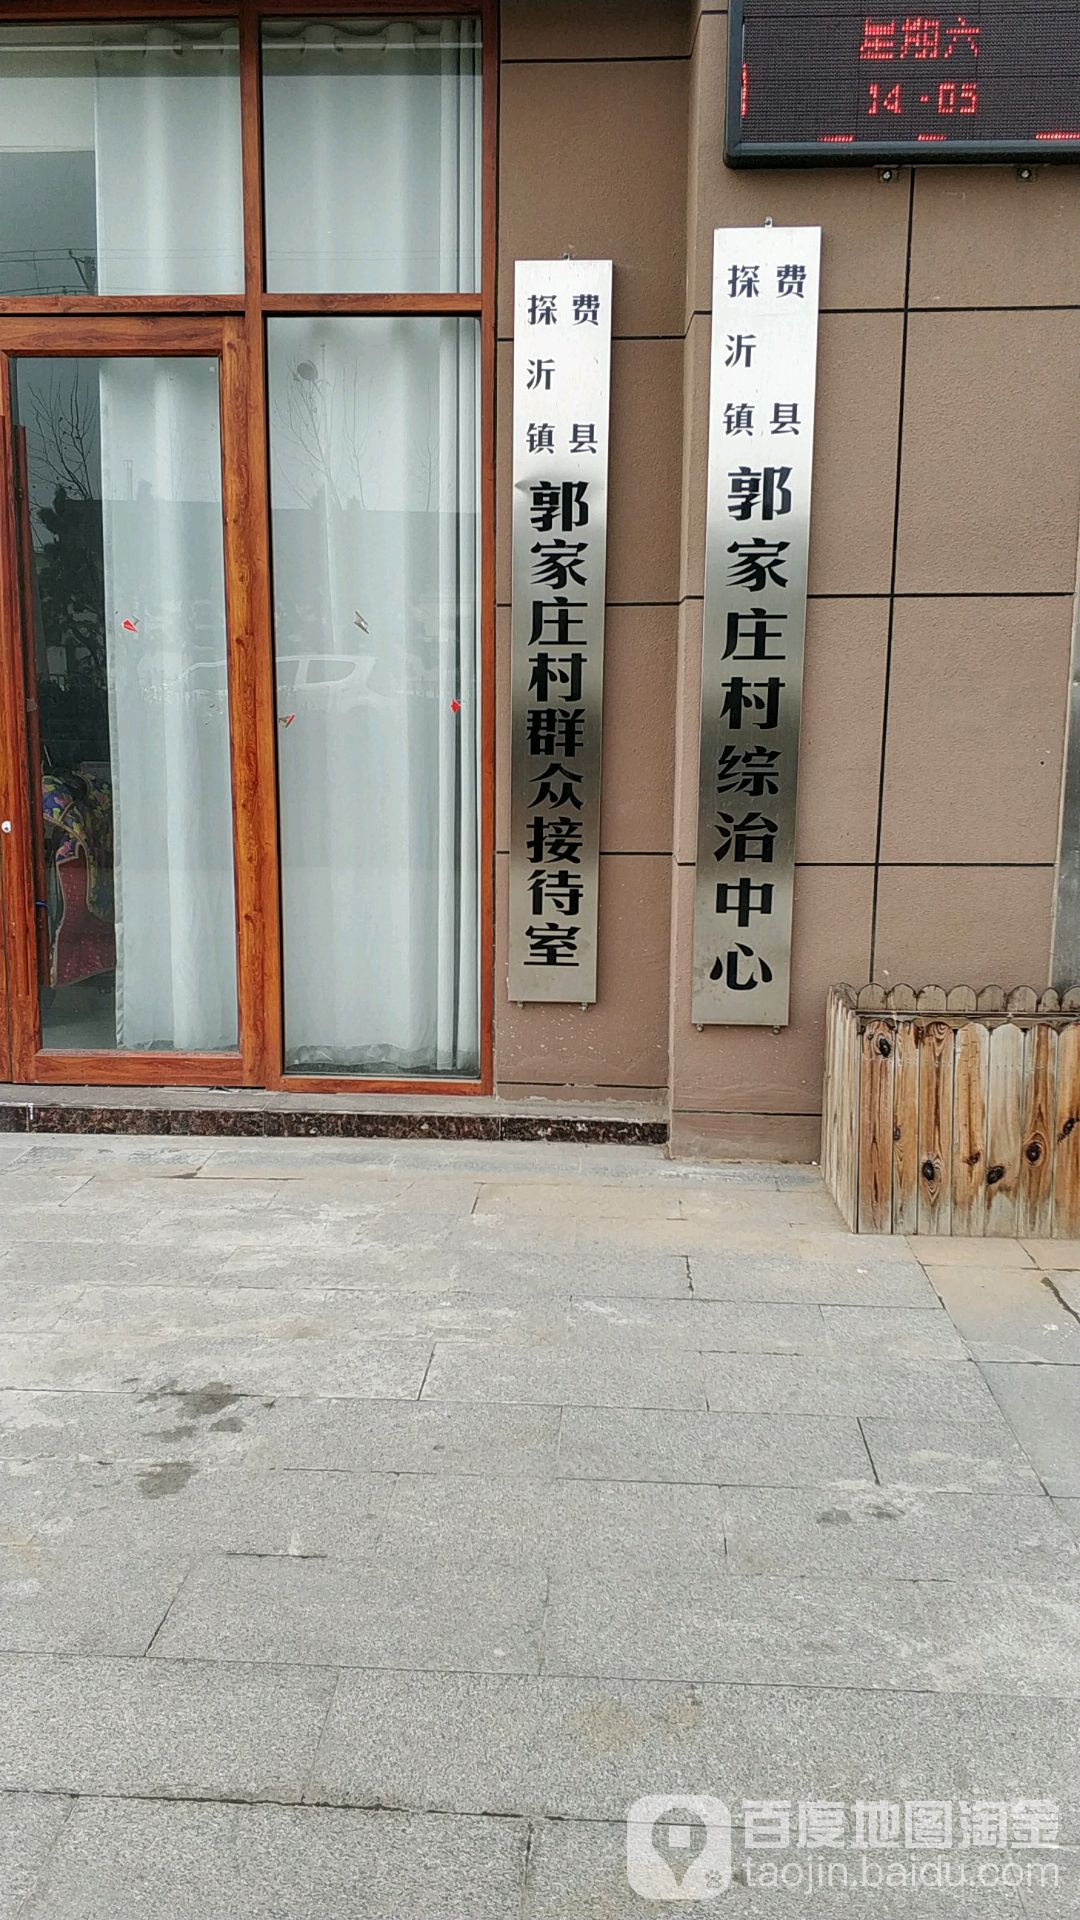 星期六
14-05
费县
探沂镇
郭家庄村群众接待室
费县
探沂镇
郭家庄村综治中心
百度地图淘金
taojin.baidu.com